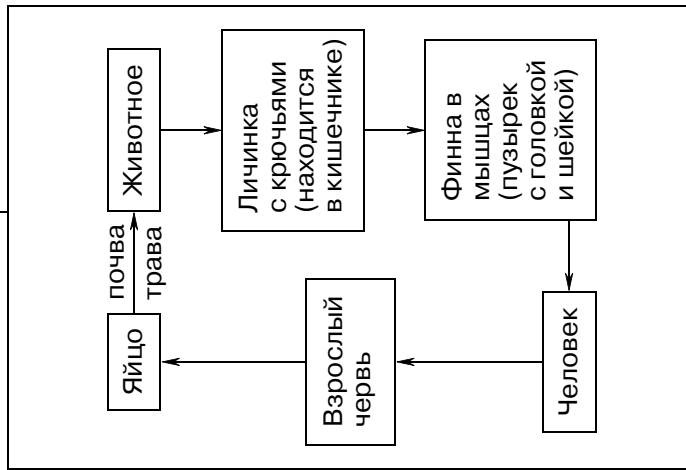 Яйцо
почва
трава
Животное
Личинка
с крючьями
(находится
в кишечнике)
Финна в
мышцах
(пузырек
с головкой
и шейкой)
Человек
Взрослый
червь